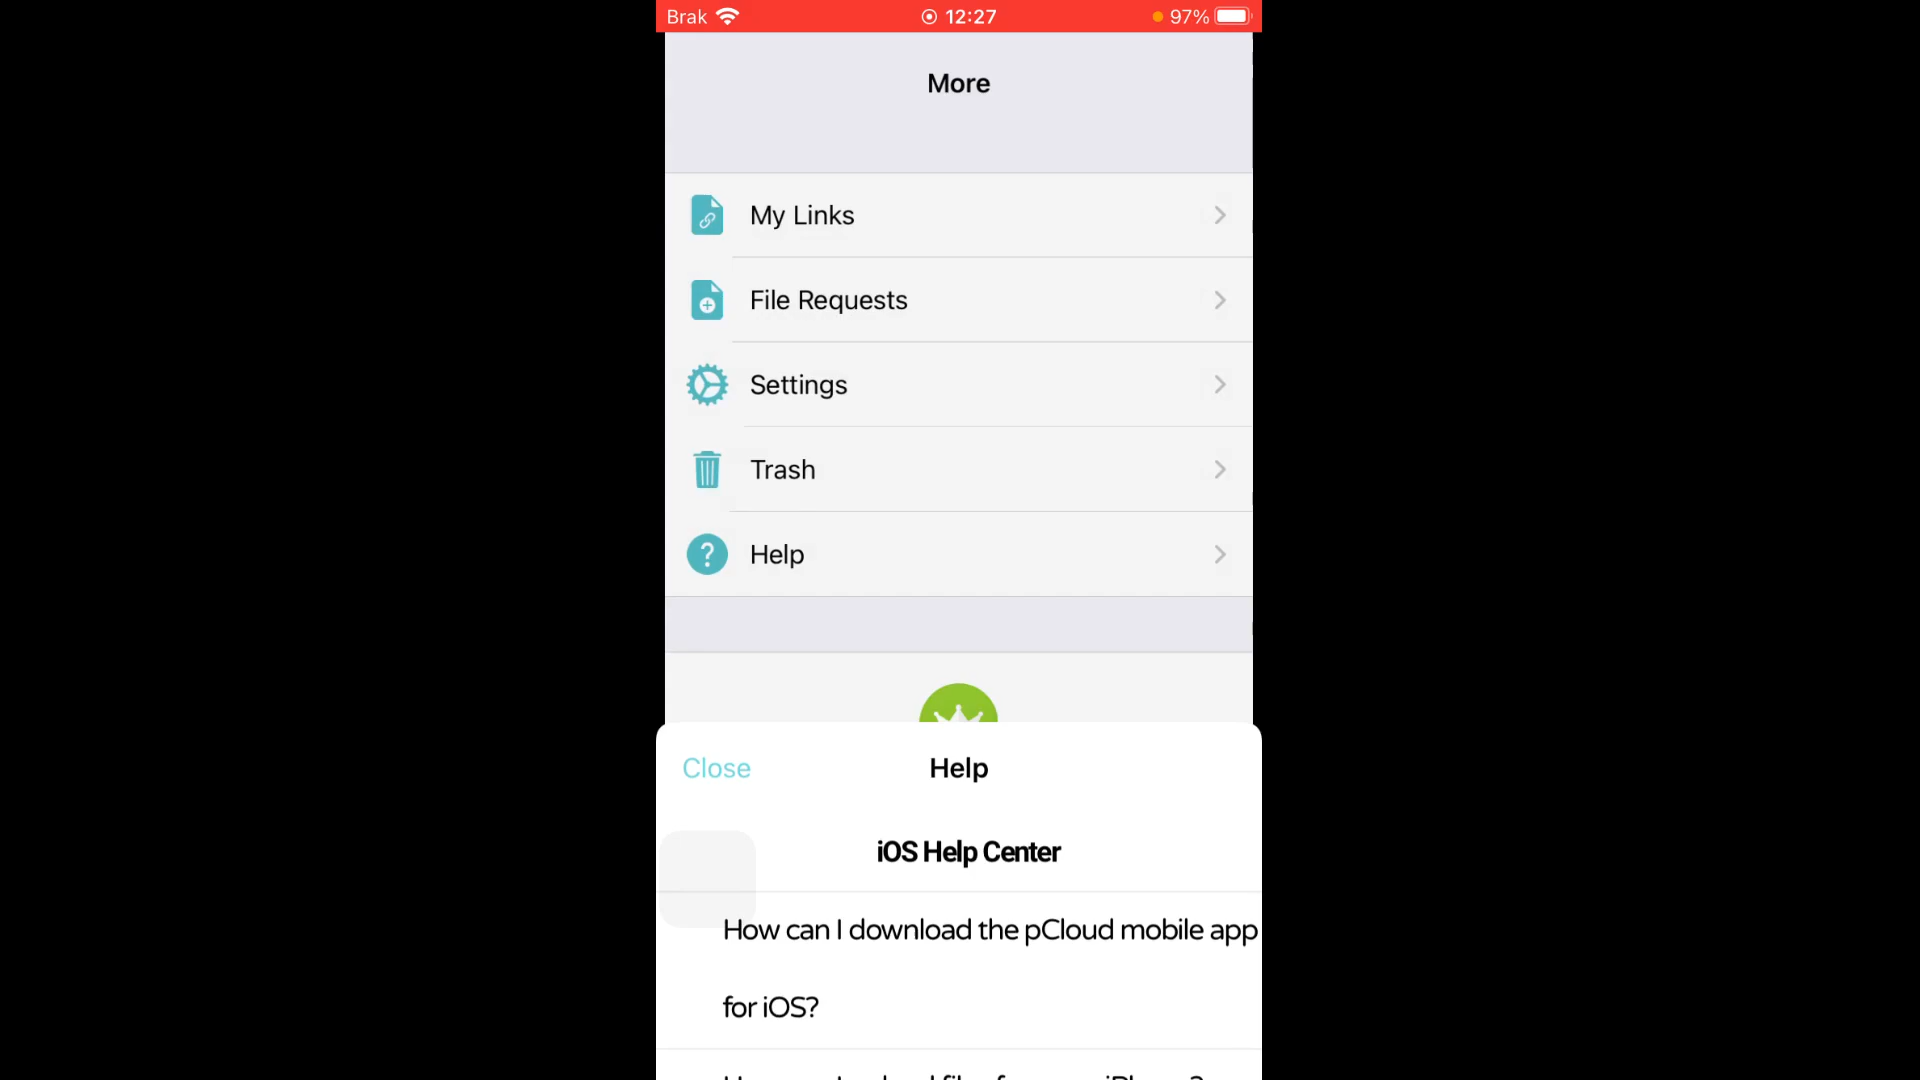 Brak 12:27 97%
More
My Links
File Requests
Settings
Trash
Help
Close Help
iOS Help Center
How can I download the pCloud mobile app
for iOS?